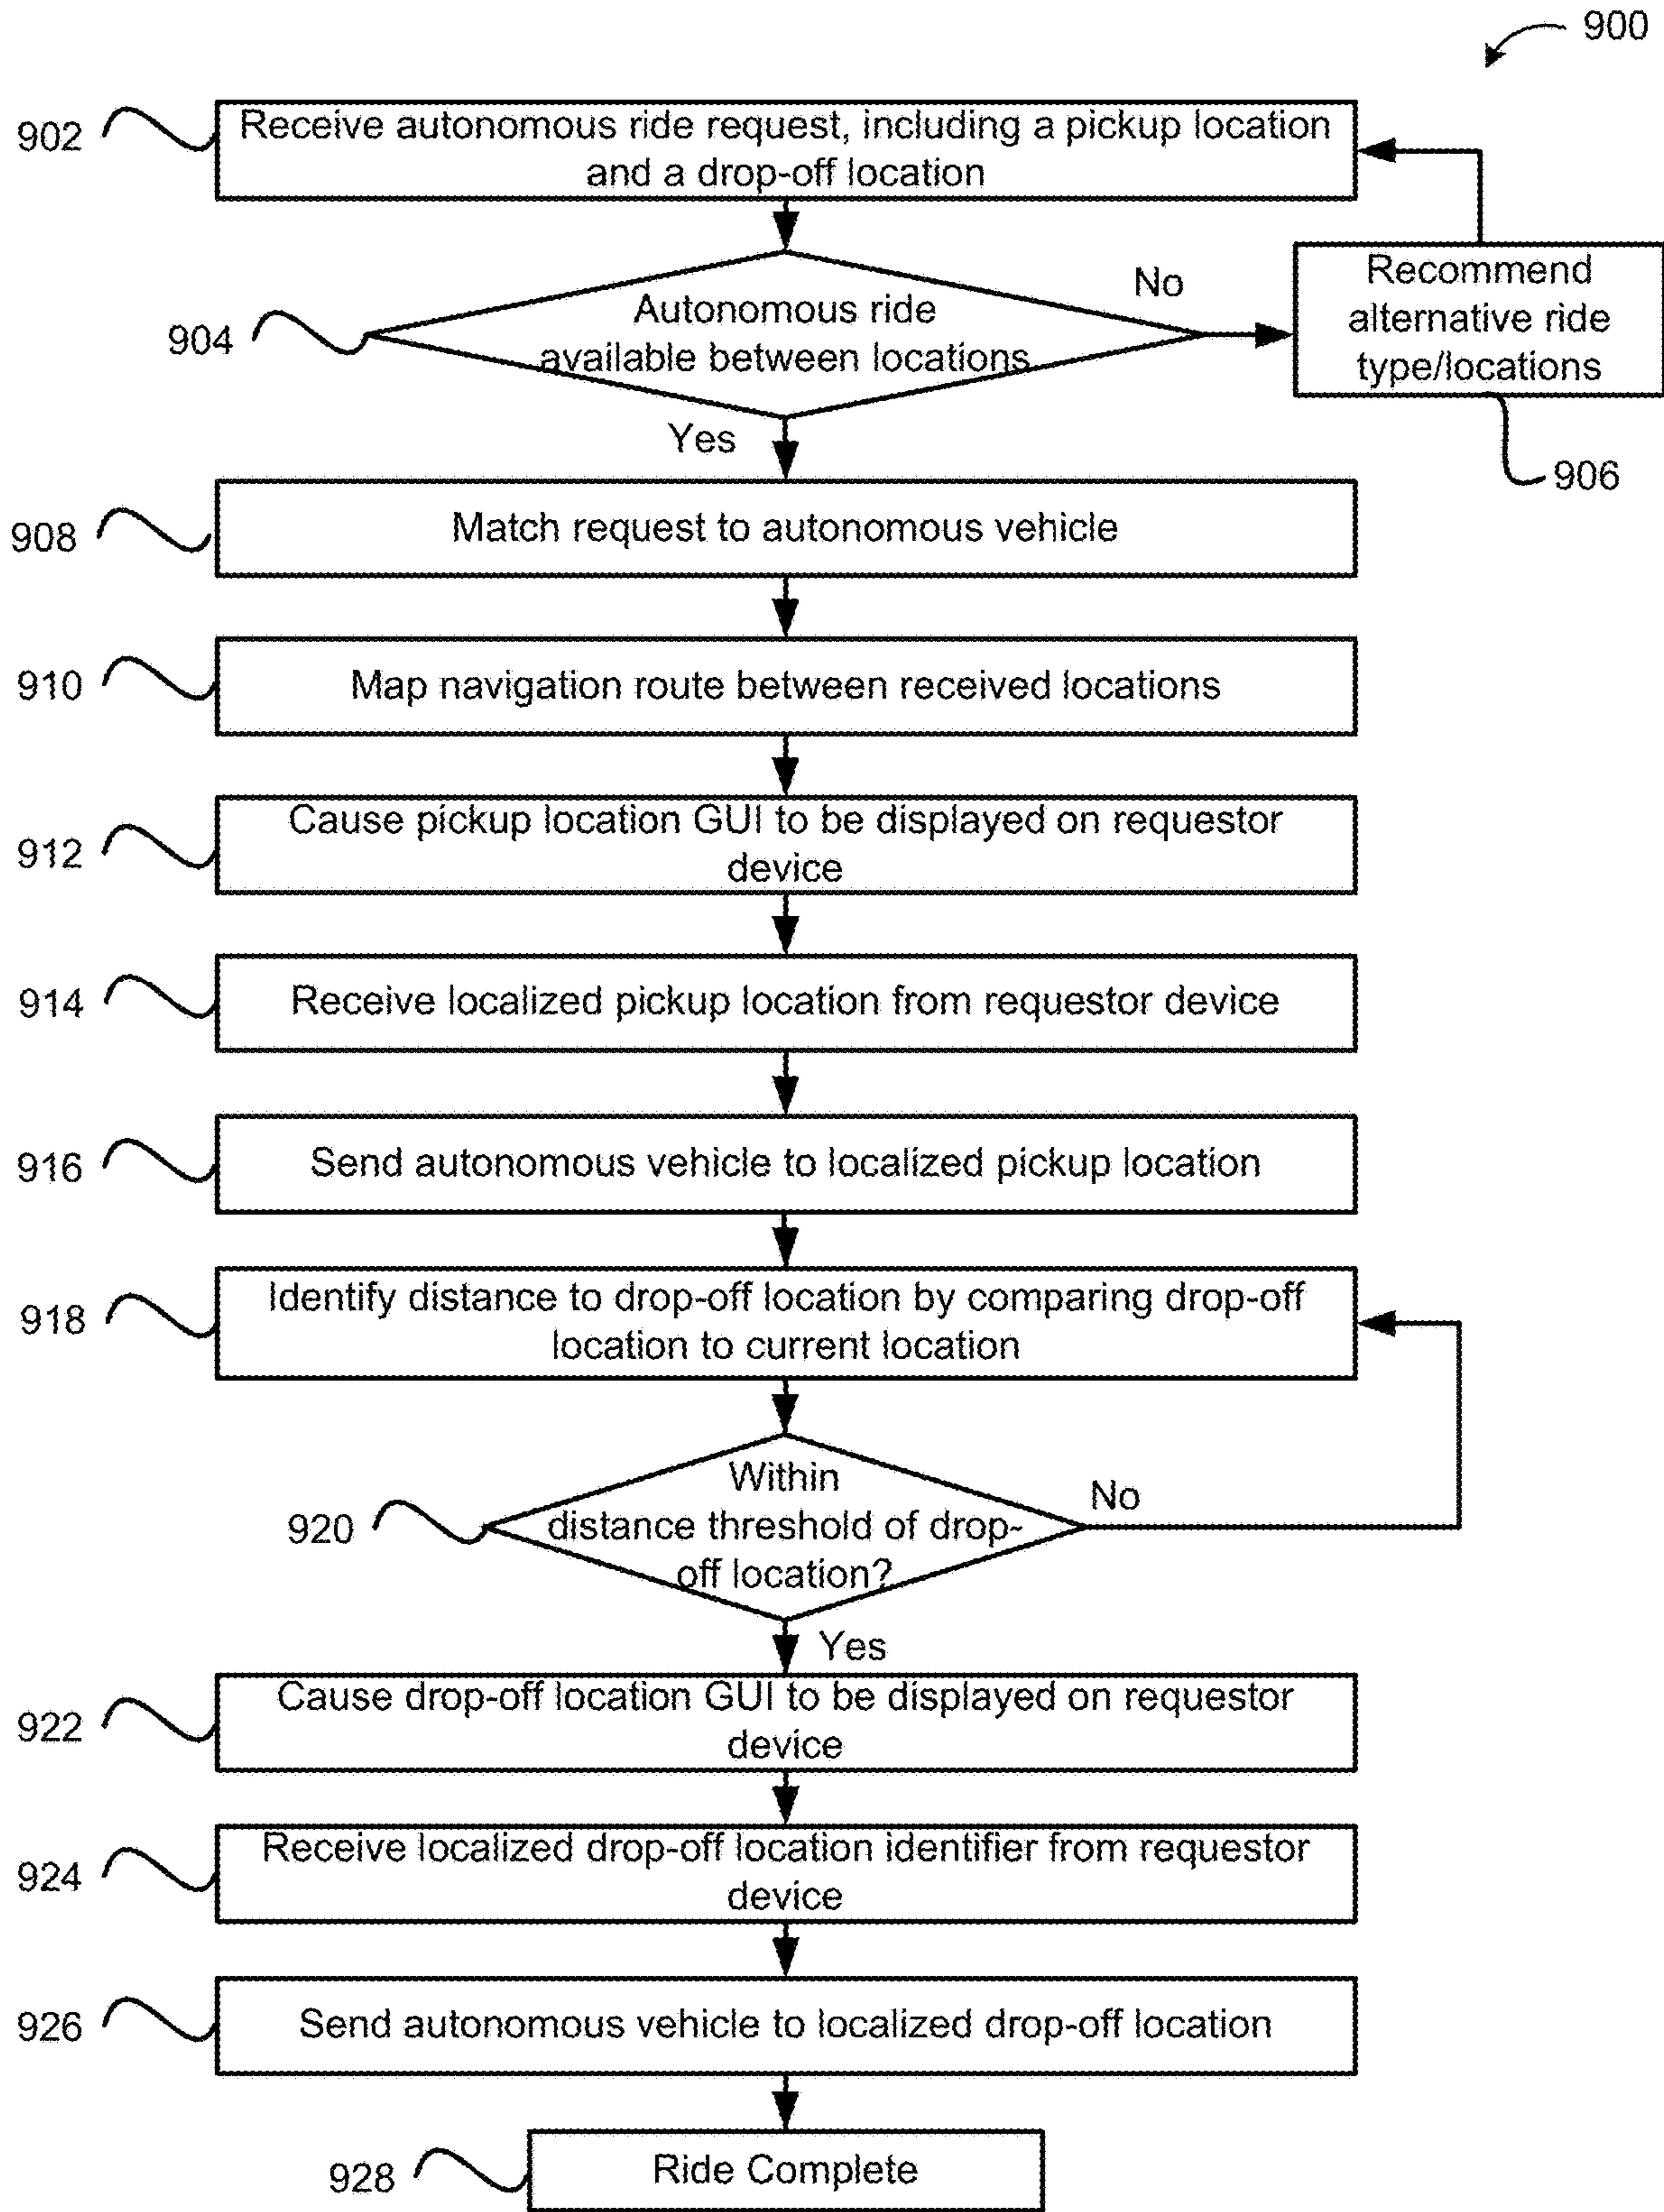 900
902
Receive autonomous ride request, including a pickup location
and a drop-off location
904
Autonomous ride
available between locations
No
Recommend
alternative ride
type/locations
906
Yes
908
Match request to autonomous vehicle
910
Map navigation route between received locations
912
Cause pickup location GUI to be displayed on requestor
device
914
Receive localized pickup location from requestor device
916
Send autonomous vehicle to localized pickup location
918
Identify distance to drop-off location by comparing drop-off
location to current location
920
Within
distance threshold of drop-
off location?
No
Yes
922
Cause drop-off location GUI to be displayed on requestor
device
924
Receive localized drop-off location identifier from requestor
device
926
Send autonomous vehicle to localized drop-off location
928
Ride Complete